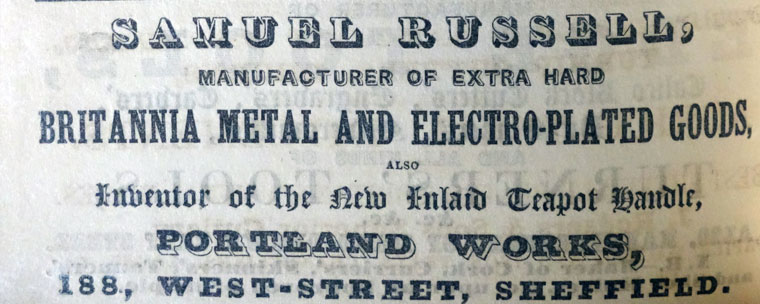 SAMUEL RUSSELL,
MANUFACTURER OF EXTRA HARD
BRITANNIA METAL AND ELECTRO-PLATED GOODS,
ALSO
Inventor of the New Inlaid Teapot Handle,
PORTLAND WORKS,
188, WEST-STREET, SHEFFIELD.